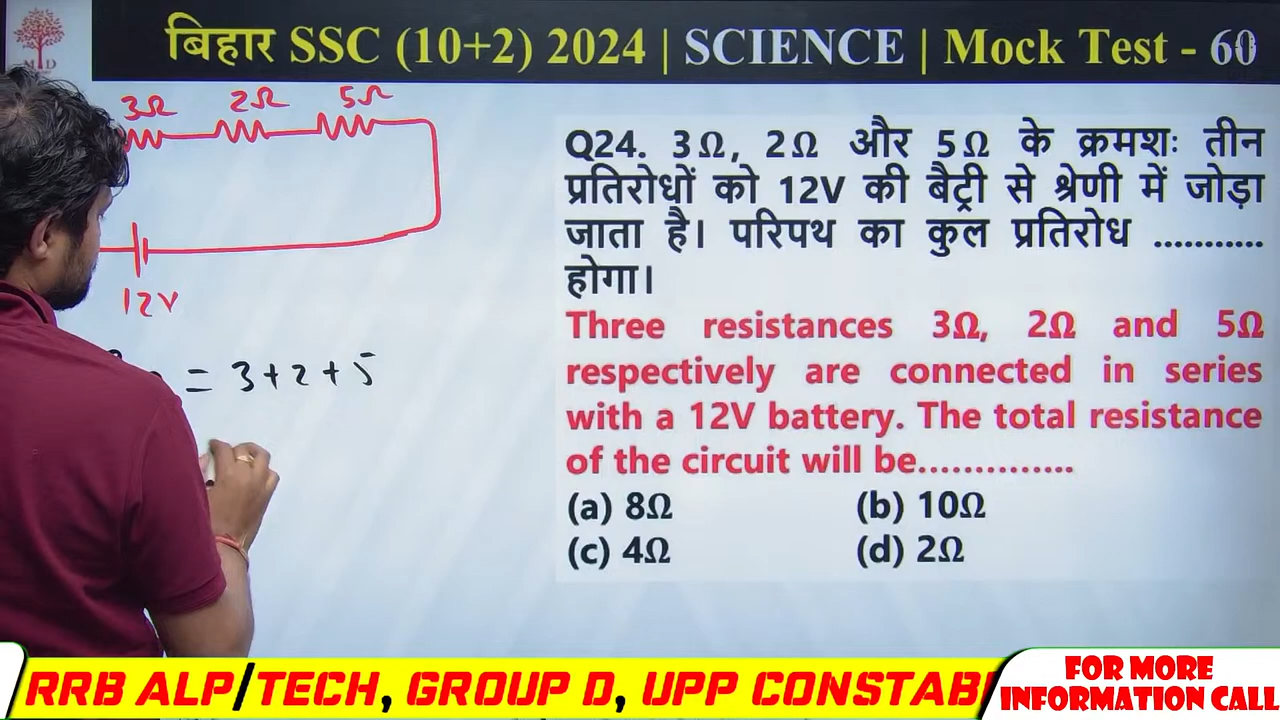 बिहार SSC (10+2) 2024 | SCIENCE | Mock Test - 60
3Ω 2Ω 5Ω
12V
= 3+2+5
Q24. 3Ω, 2Ω और 5Ω के क्रमशः तीन
प्रतिरोधों को 12V की बैट्री से श्रेणी में जोड़ा
जाता है। परिपथ का कुल प्रतिरोध ...........
होगा।
Three resistances 3Ω, 2Ω and 5Ω
respectively are connected in series
with a 12V battery. The total resistance
of the circuit will be..............
(a) 8Ω (b) 10Ω
(c) 4Ω (d) 2Ω
RRB ALP/TECH, GROUP D, UPP CONSTAB
FOR MORE
INFORMATION CALL